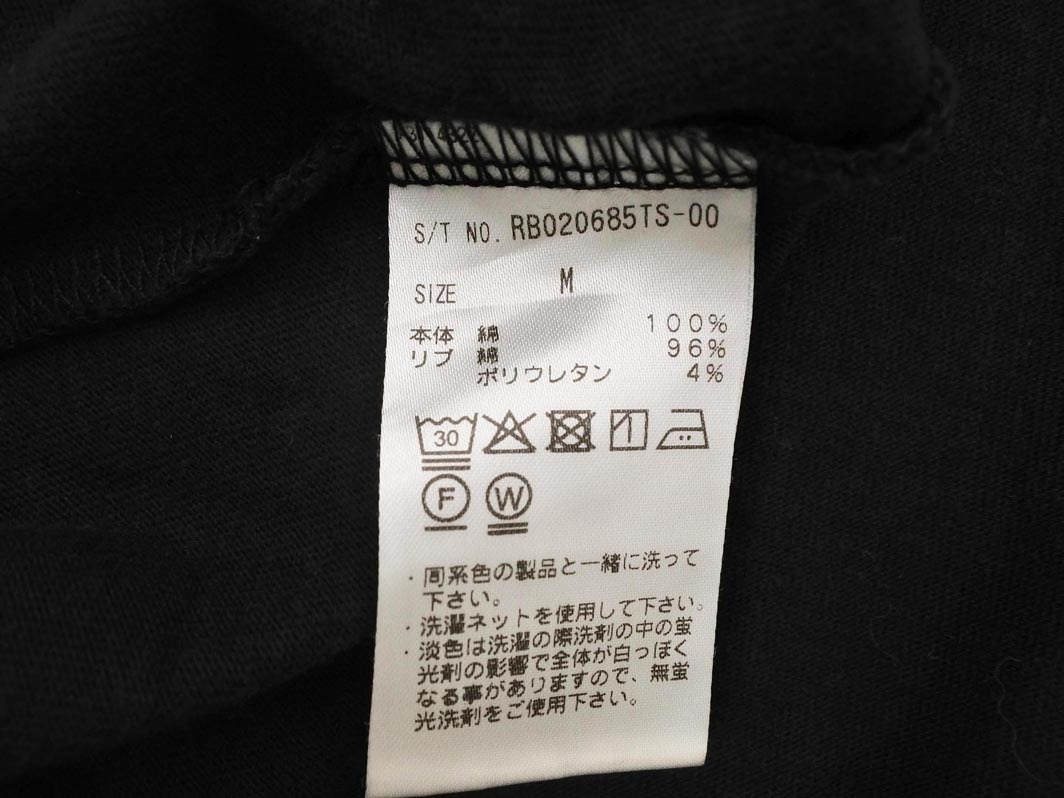 S/T NO. RB020685TS-00
SIZE M
本体 綿 100%
リブ 綿 96%
ポリウレタン 4%
30
F W
・同系色の製品と一緒に洗って
下さい。
・洗濯ネットを使用して下さい。
・淡色は洗濯の際洗剤の中の蛍
光剤の影響で全体が白っぽく
なる事がありますので、無蛍
光洗剤をご使用下さい。